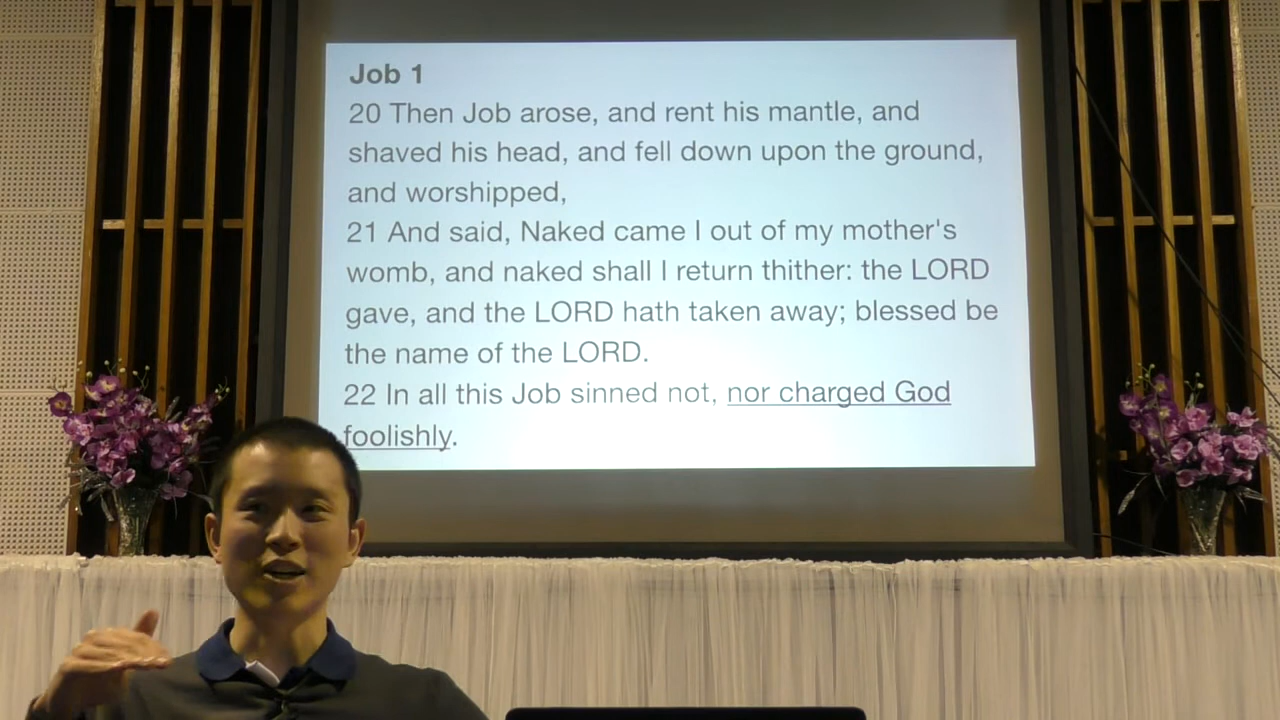 Job 1
20 Then Job arose, and rent his mantle, and
shaved his head, and fell down upon the ground,
and worshipped,
21 And said, Naked came I out of my mother's
womb, and naked shall I return thither: the LORD
gave, and the LORD hath taken away; blessed be
the name of the LORD.
22 In all this Job sinned not, nor charged God
foolishly.